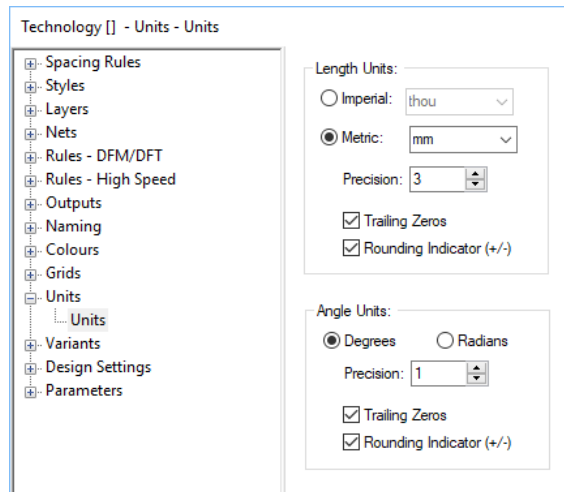 Technology [] - Units - Units
Spacing Rules
Styles
Layers
Nets
Rules - DFM/DFT
Rules - High Speed
Outputs
Naming
Colours
Grids
Units
Units
Variants
Design Settings
Parameters
Length Units:
Imperial: thou
Metric: mm
Precision: 3
Trailing Zeros
Rounding Indicator (+/-)
Angle Units:
Degrees Radians
Precision: 1
Trailing Zeros
Rounding Indicator (+/-)